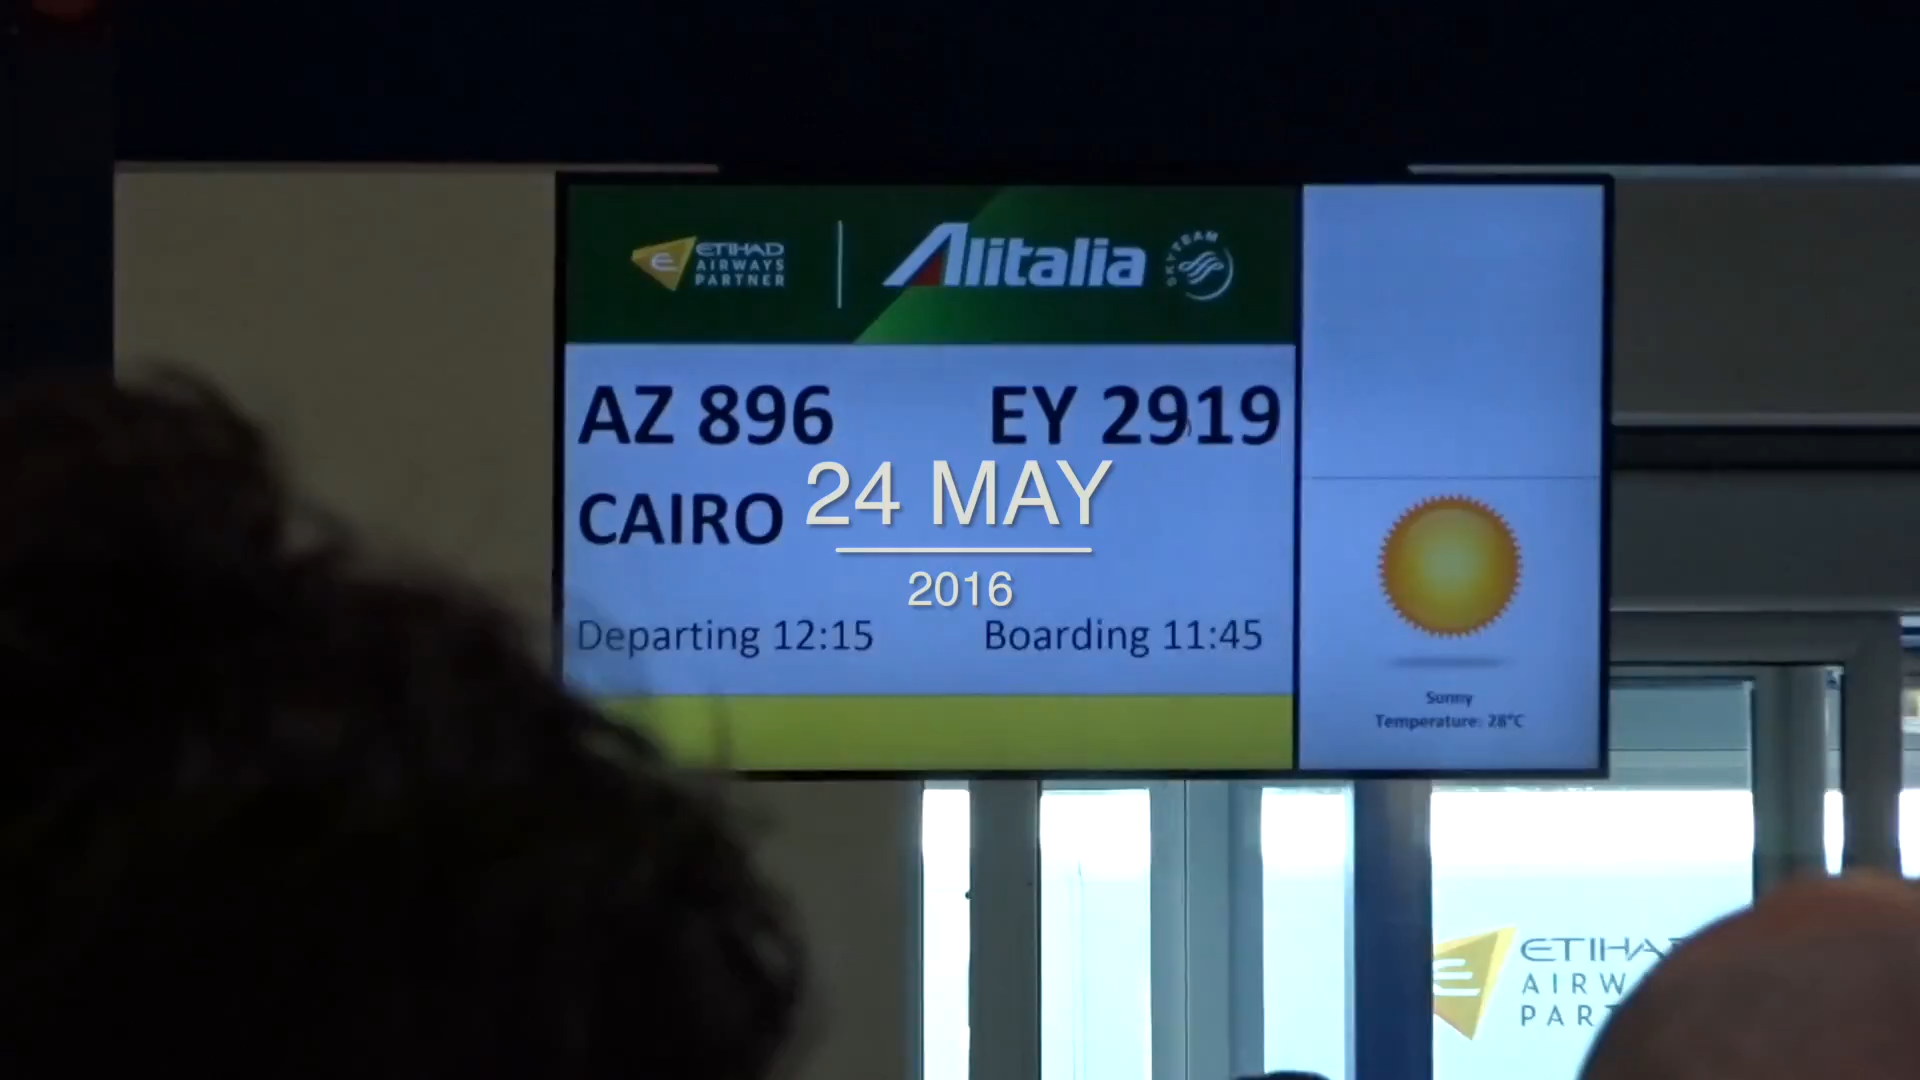 ETIHAD
AIRWAYS
PARTNER
Alitalia
SKYTEAM
AZ 896 EY 2919
CAIRO
24 MAY
2016
Departing 12:15 Boarding 11:45
Sunny
Temperature: 28°C
ETIHAD
AIRW
PART